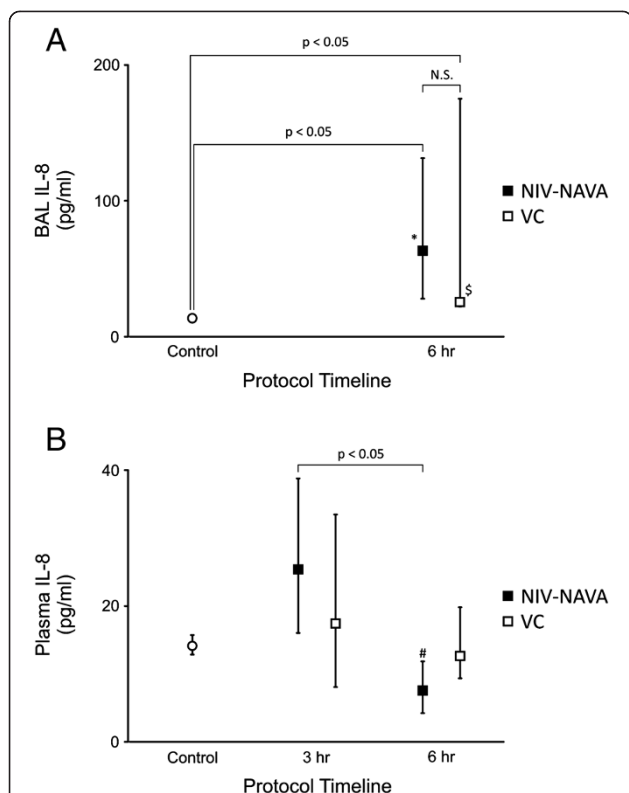 A
p < 0.05
200
N.S.
p < 0.05
BAL IL-8
(pg/ml)
100
NIV-NAVA
VC
*
$
0
Control
6 hr
Protocol Timeline
B
p < 0.05
40
Plasma IL-8
(pg/ml)
NIV-NAVA
VC
20
#
0
Control
3 hr
6 hr
Protocol Timeline